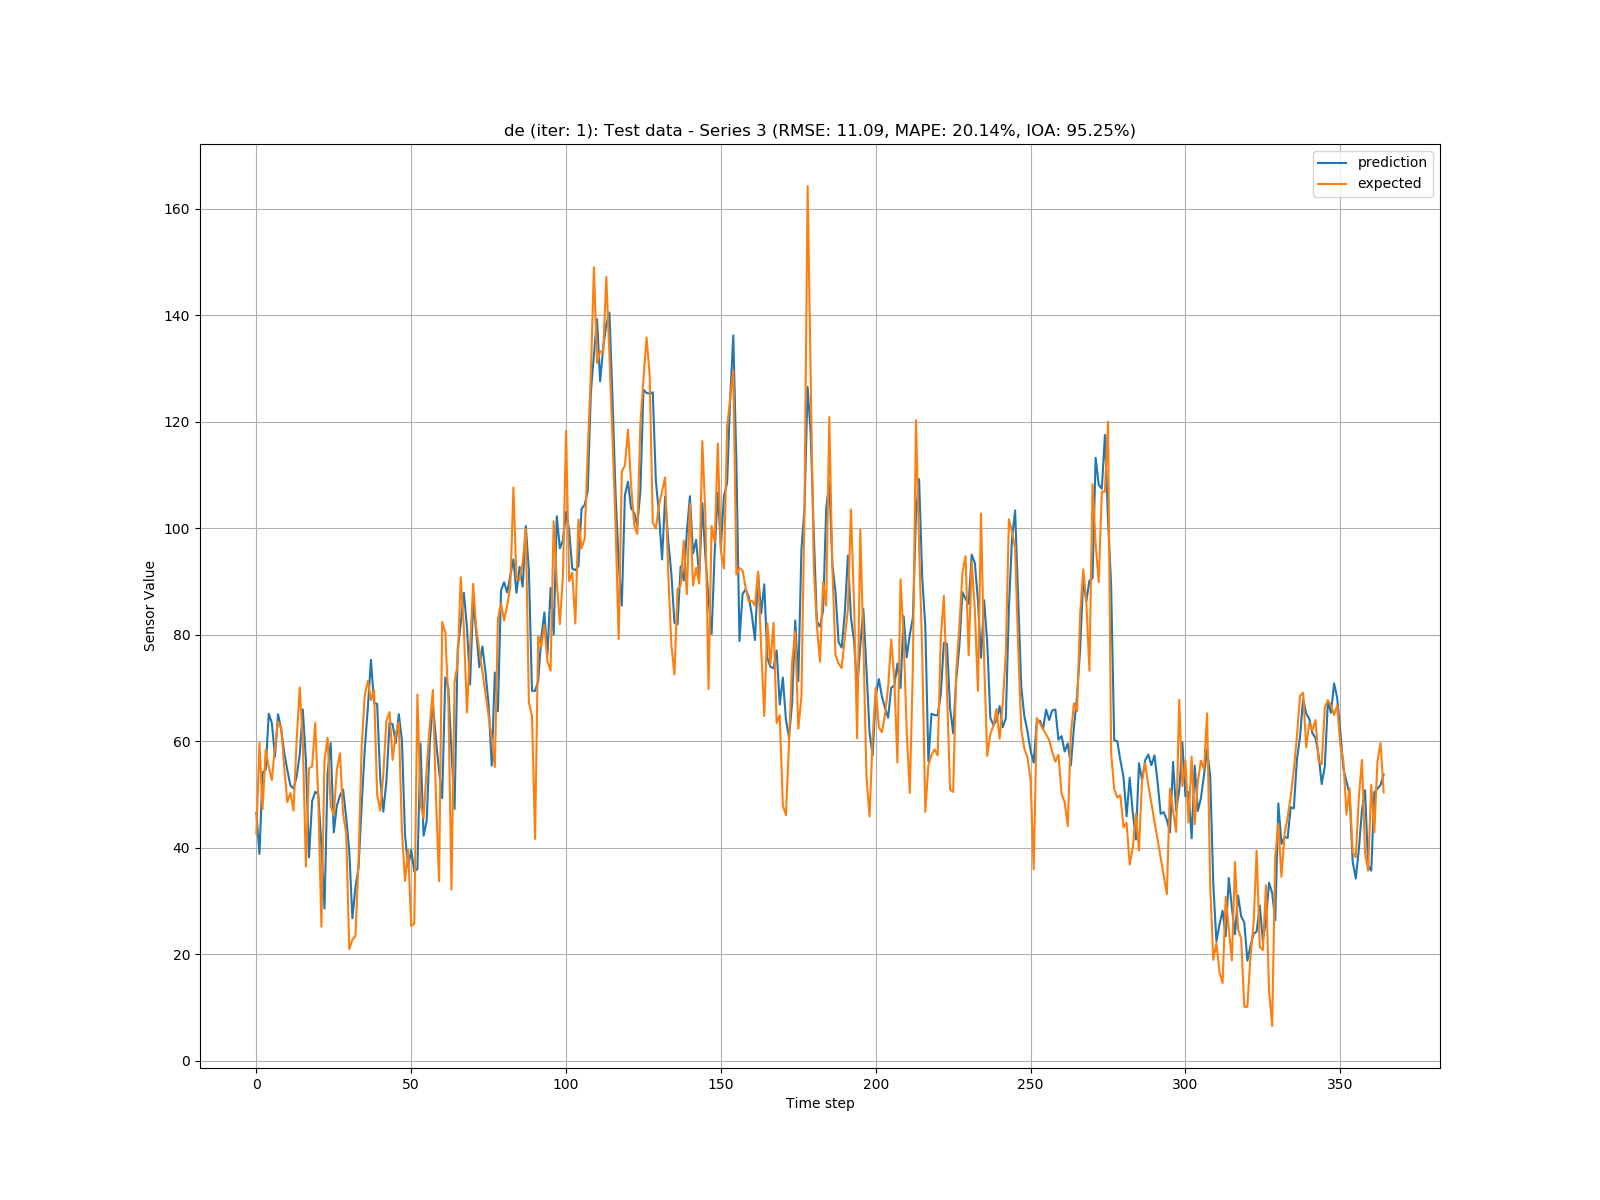 de (iter: 1): Test data - Series 3 (RMSE: 11.09, MAPE: 20.14%, IOA: 95.25%)
prediction
expected
160
140
120
100
80
60
40
20
0
Sensor Value
0 50 100 150 200 250 300 350
Time step